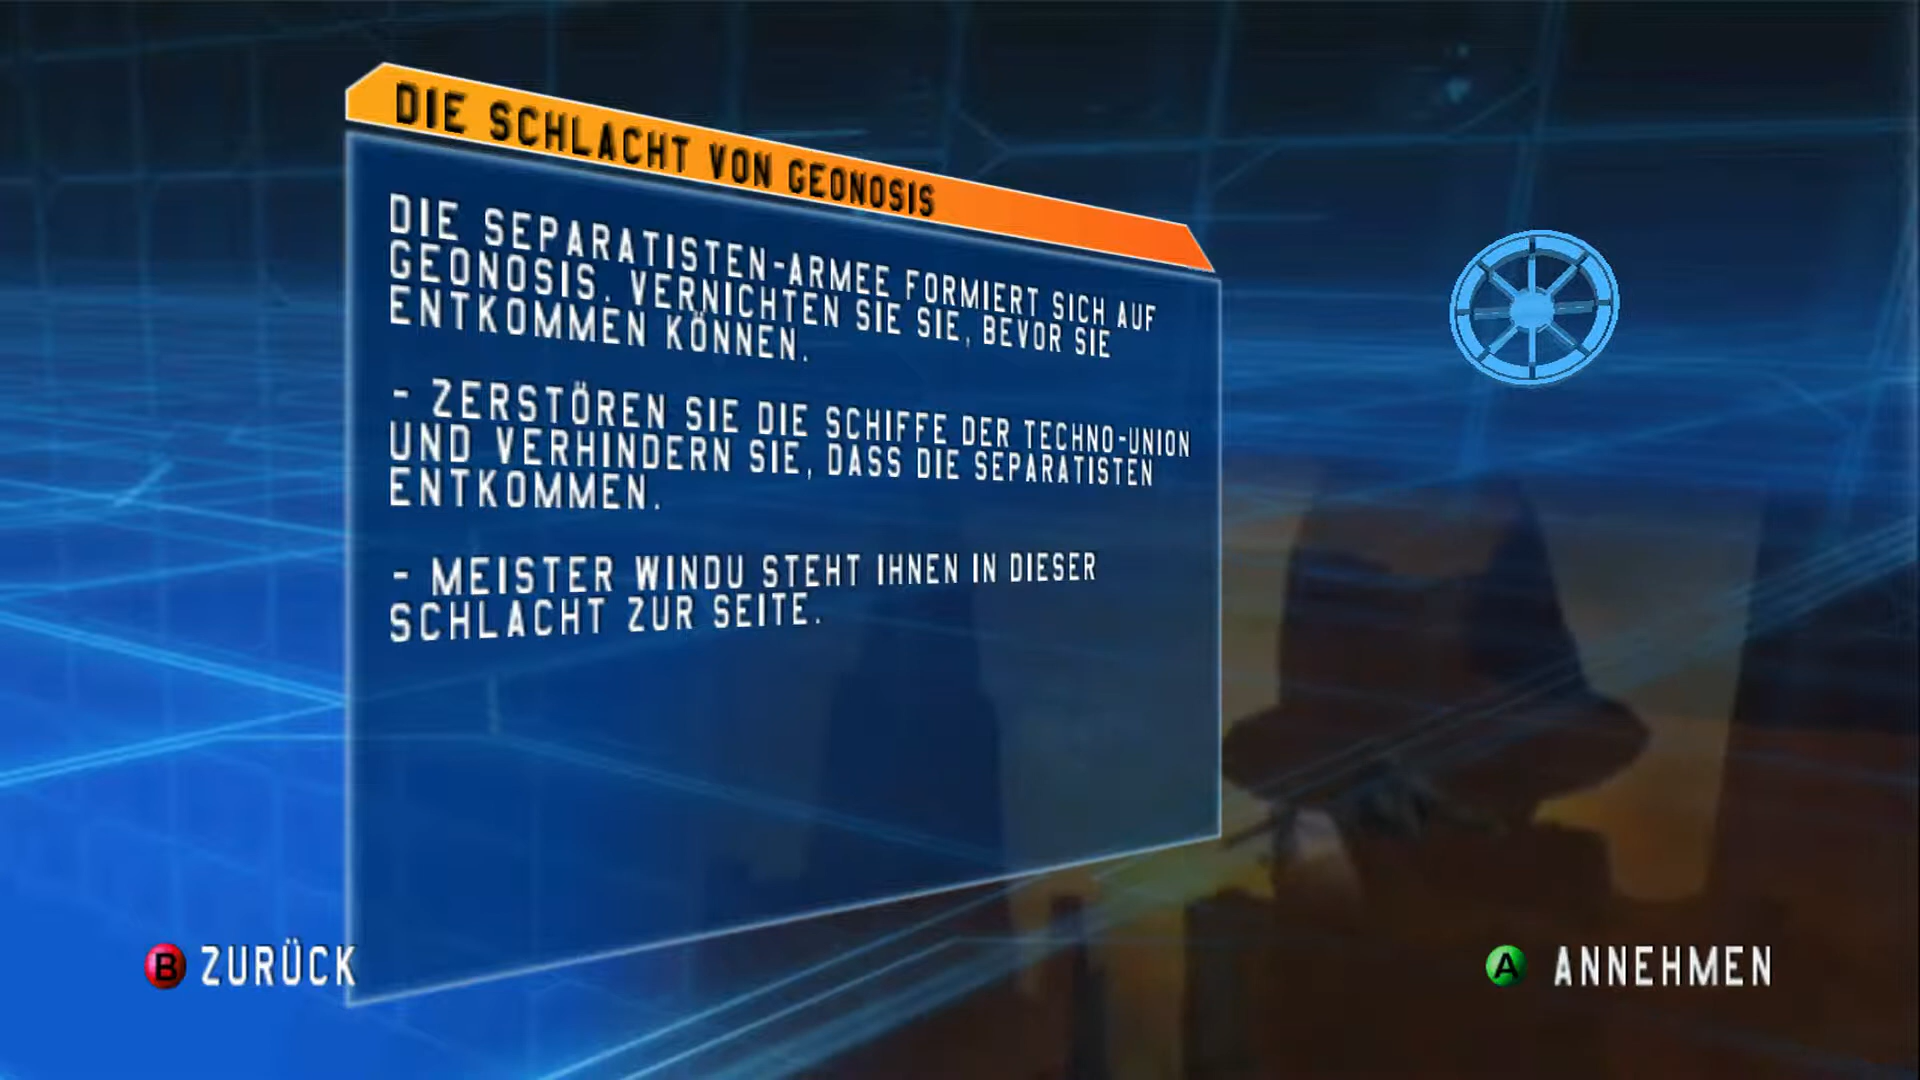 DIE SCHLACHT VON GEONOSIS
DIE SEPARATISTEN-ARMEE FORMIERT SICH AUF
GEONOSIS. VERNICHTEN SIE SIE, BEVOR SIE
ENTKOMMEN KÖNNEN.
- ZERSTÖREN SIE DIE SCHIFFE DER TECHNO-UNION
UND VERHINDERN SIE, DASS DIE SEPARATISTEN
ENTKOMMEN.
- MEISTER WINDU STEHT IHNEN IN DIESER
SCHLACHT ZUR SEITE.
B ZURÜCK
A ANNEHMEN